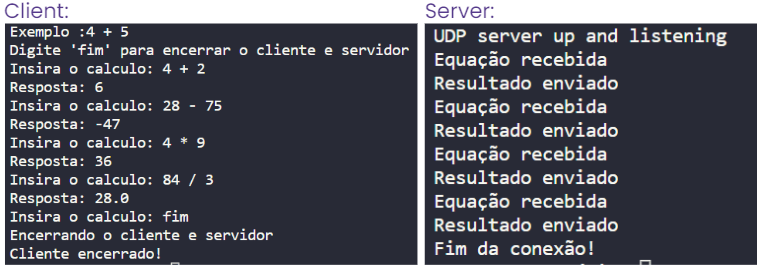 Client:
Exemplo :4 + 5
Digite 'fim' para encerrar o cliente e servidor
Insira o calculo: 4 + 2
Resposta: 6
Insira o calculo: 28 - 75
Resposta: -47
Insira o calculo: 4 * 9
Resposta: 36
Insira o calculo: 84 / 3
Resposta: 28.0
Insira o calculo: fim
Encerrando o cliente e servidor
Cliente encerrado!
Server:
UDP server up and listening
Equação recebida
Resultado enviado
Equação recebida
Resultado enviado
Equação recebida
Resultado enviado
Equação recebida
Resultado enviado
Fim da conexão!